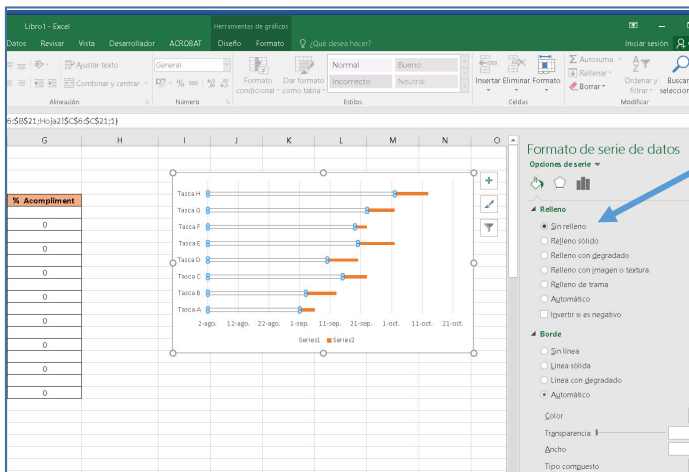 Libro1 - Excel
Herramientas de gráficos
Datos Revisar Vista Desarrollador ACROBAT Diseño Formato ¿Qué desea hacer? Iniciar sesión
Ajustar texto
Combinar y centrar
General
% 000
Formato condicional
Dar formato como tabla
Normal Bueno
Incorrecto Neutral
Insertar Eliminar Formato
Autosuma
Rellenar
Borrar
Ordenar y filtrar
Buscar
seleccion
Alineación Número Estilos Celdas Modificar
6:$B$21;Hoja2!$C$6:$C$21;1)
G H I J K L M N O
% Acompliment
0
0
0
0
0
0
0
0
Tasca H
Tasca G
Tasca F
Tasca E
Tasca D
Tasca C
Tasca B
Tasca A
2-ago. 12-ago. 22-ago. 1-sep. 11-sep. 21-sep. 1-oct. 11-oct. 21-oct.
Series1 Series2
Formato de serie de datos
Opciones de serie
Relleno
Sin relleno
Relleno sólido
Relleno con degradado
Relleno con imagen o textura
Relleno de trama
Automático
Invertir si es negativo
Borde
Sin línea
Línea sólida
Línea con degradado
Automático
Color
Transparencia
Ancho
Tipo compuesto